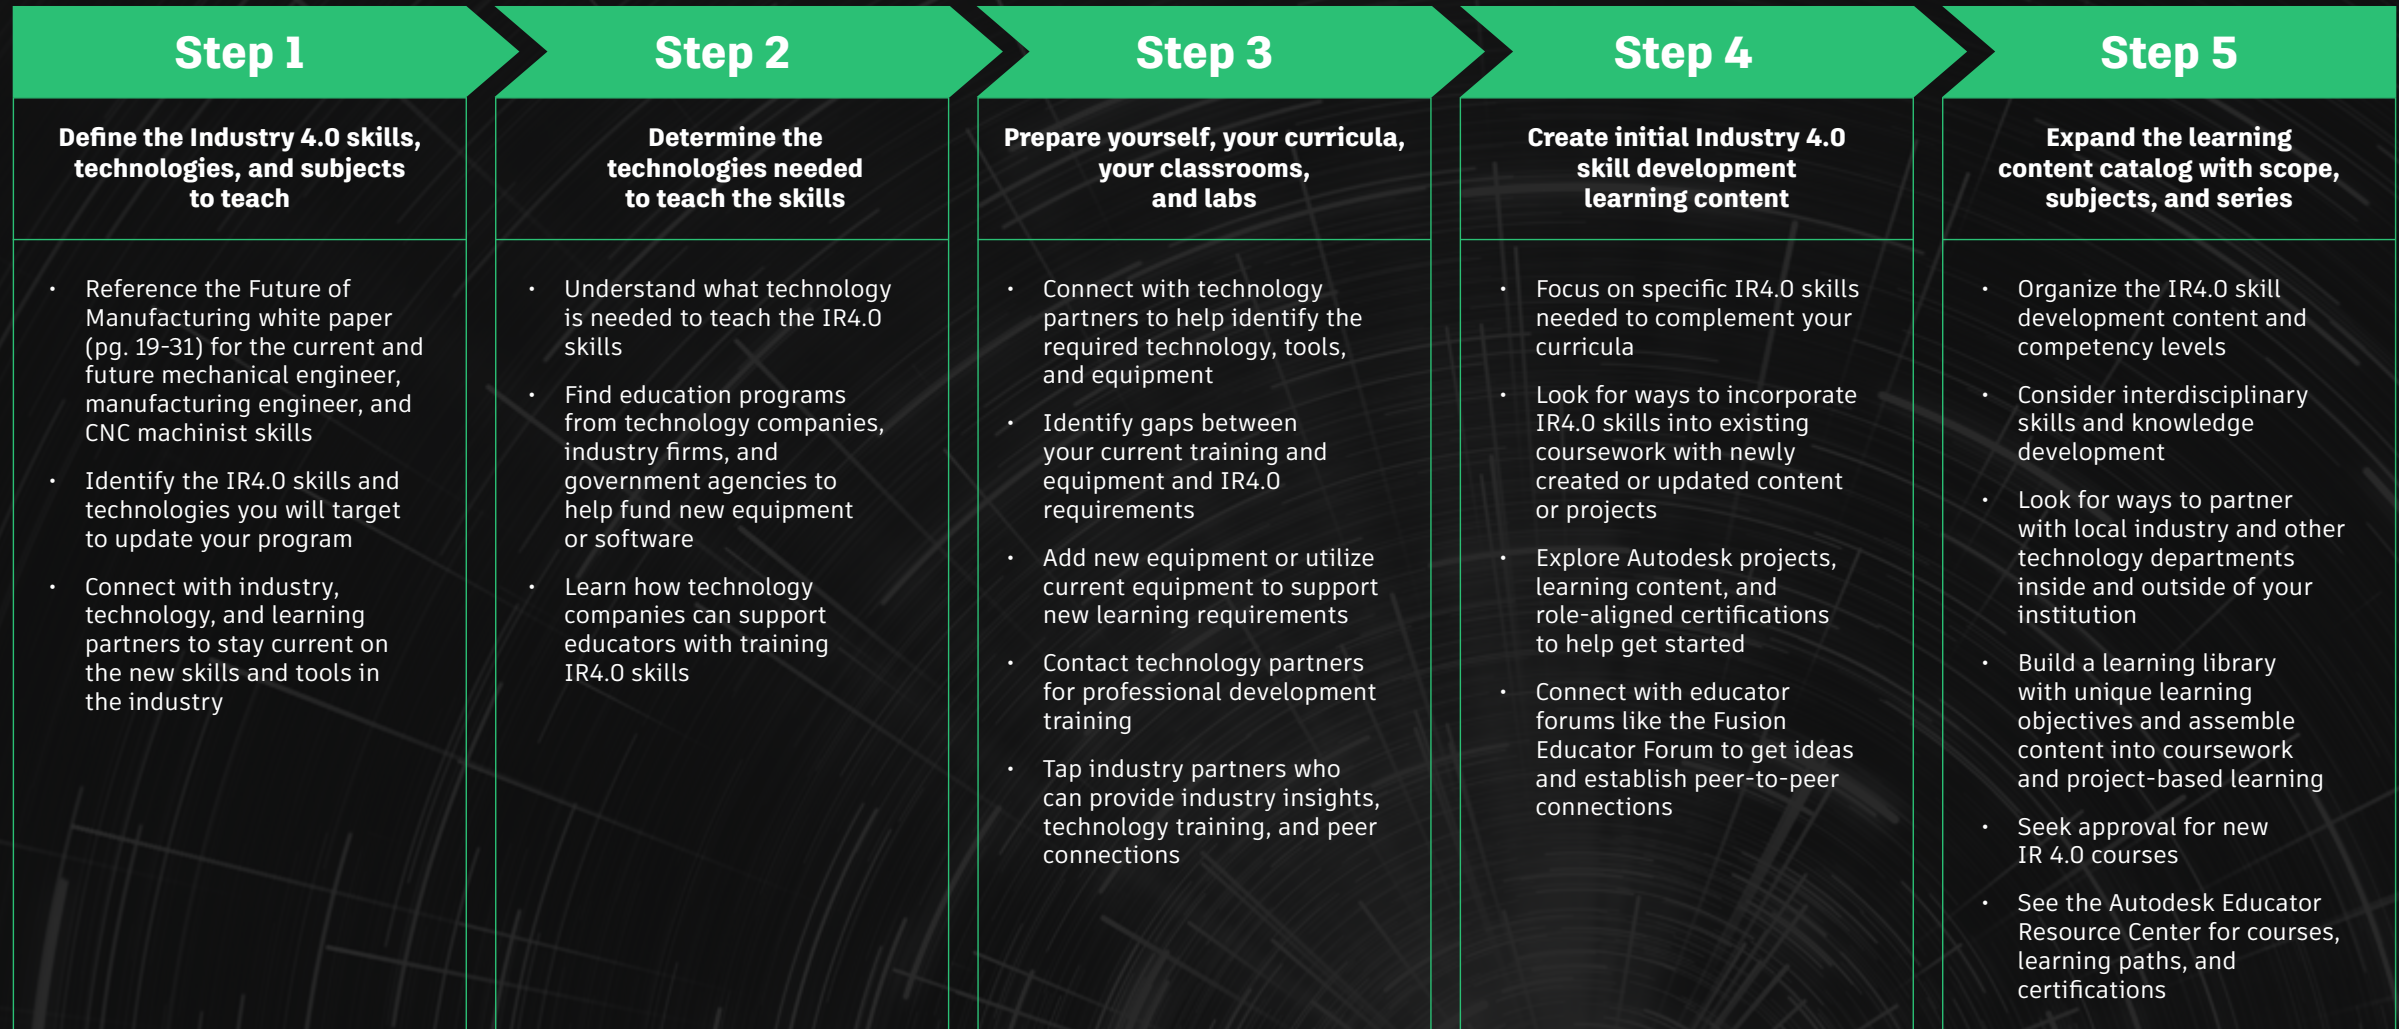 Step 1
Define the Industry 4.0 skills,
technologies, and subjects
to teach
• Reference the Future of
Manufacturing white paper
(pg. 19-31) for the current and
future mechanical engineer,
manufacturing engineer, and
CNC machinist skills
• Identify the IR4.0 skills and
technologies you will target
to update your program
• Connect with industry,
technology, and learning
partners to stay current on
the new skills and tools in
the industry
Step 2
Determine the
technologies needed
to teach the skills
• Understand what technology
is needed to teach the IR4.0
skills
• Find education programs
from technology companies,
industry firms, and
government agencies to
help fund new equipment
or software
• Learn how technology
companies can support
educators with training
IR4.0 skills
Step 3
Prepare yourself, your curricula,
your classrooms,
and labs
• Connect with technology
partners to help identify the
required technology, tools,
and equipment
• Identify gaps between
your current training and
equipment and IR4.0
requirements
• Add new equipment or utilize
current equipment to support
new learning requirements
• Contact technology partners
for professional development
training
• Tap industry partners who
can provide industry insights,
technology training, and peer
connections
Step 4
Create initial Industry 4.0
skill development
learning content
• Focus on specific IR4.0 skills
needed to complement your
curricula
• Look for ways to incorporate
IR4.0 skills into existing
coursework with newly
created or updated content
or projects
• Explore Autodesk projects,
learning content, and
role-aligned certifications
to help get started
• Connect with educator
forums like the Fusion
Educator Forum to get ideas
and establish peer-to-peer
connections
Step 5
Expand the learning
content catalog with scope,
subjects, and series
• Organize the IR4.0 skill
development content and
competency levels
• Consider interdisciplinary
skills and knowledge
development
• Look for ways to partner
with local industry and other
technology departments
inside and outside of your
institution
• Build a learning library
with unique learning
objectives and assemble
content into coursework
and project-based learning
• Seek approval for new
IR 4.0 courses
• See the Autodesk Educator
Resource Center for courses,
learning paths, and
certifications